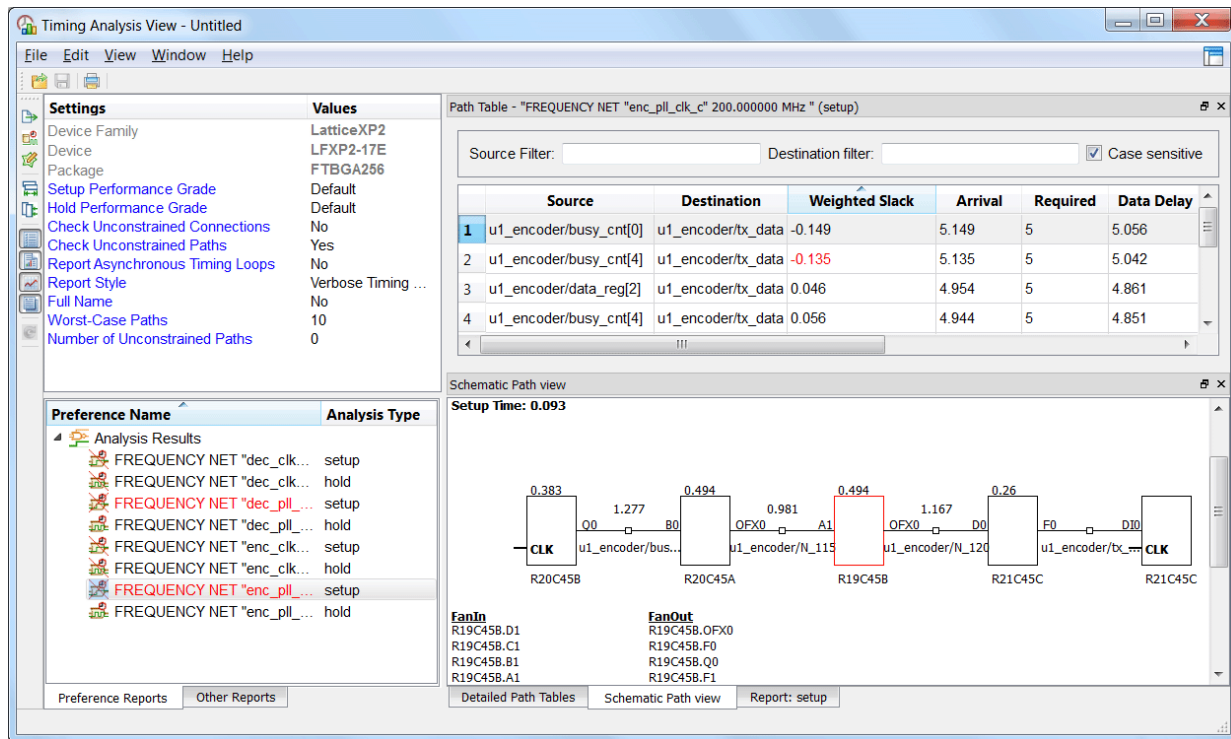 Timing Analysis View - Untitled
File Edit View Window Help
Settings Values
Device Family LatticeXP2
Device LFXP2-17E
Package FTBGA256
Setup Performance Grade Default
Hold Performance Grade Default
Check Unconstrained Connections No
Check Unconstrained Paths Yes
Report Asynchronous Timing Loops No
Report Style Verbose Timing ...
Full Name No
Worst-Case Paths 10
Number of Unconstrained Paths 0
Preference Name Analysis Type
Analysis Results
FREQUENCY NET "dec_clk... setup
FREQUENCY NET "dec_clk... hold
FREQUENCY NET "dec_pll_... setup
FREQUENCY NET "dec_pll_... hold
FREQUENCY NET "enc_clk... setup
FREQUENCY NET "enc_clk... hold
FREQUENCY NET "enc_pll_... setup
FREQUENCY NET "enc_pll_... hold
Preference Reports Other Reports
Path Table - "FREQUENCY NET "enc_pll_clk_c" 200.000000 MHz " (setup)
Source Filter: Destination filter: Case sensitive
Source Destination Weighted Slack Arrival Required Data Delay
1 u1_encoder/busy_cnt[0] u1_encoder/tx_data -0.149 5.149 5 5.056
2 u1_encoder/busy_cnt[4] u1_encoder/tx_data -0.135 5.135 5 5.042
3 u1_encoder/data_reg[2] u1_encoder/tx_data 0.046 4.954 5 4.861
4 u1_encoder/busy_cnt[4] u1_encoder/tx_data 0.056 4.944 5 4.851
Schematic Path view
Setup Time: 0.093
0.383 0.494 0.494 0.26
1.277 0.981 1.167
Q0 B0 OFX0 A1 OFX0 D0 F0 DI0
CLK u1_encoder/bus... u1_encoder/N_115 u1_encoder/N_120 u1_encoder/tx_... CLK
R20C45B R20C45A R19C45B R21C45C R21C45C
FanIn FanOut
R19C45B.D1 R19C45B.OFX0
R19C45B.C1 R19C45B.F0
R19C45B.B1 R19C45B.Q0
R19C45B.A1 R19C45B.F1
Detailed Path Tables Schematic Path view Report: setup